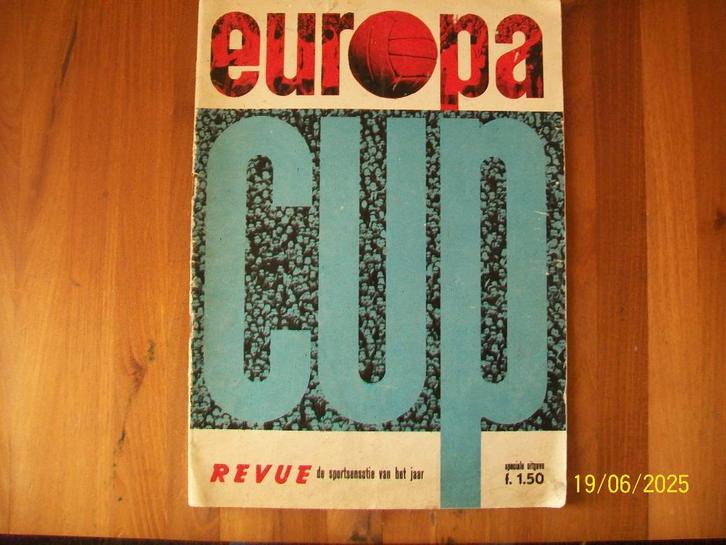 europa
cup
REVUE de sportsensatie van het jaar
speciale uitgave
f. 1.50
19/06/2025